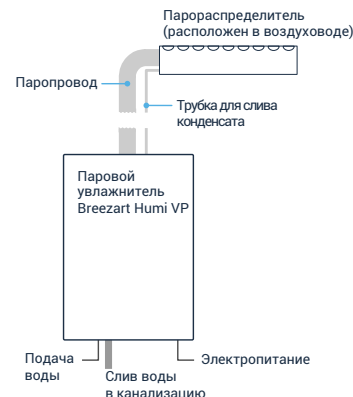 Парораспределитель
(расположен в воздуховоде)
Паропровод
Трубка для слива
конденсата
Паровой
увлажнитель
Breezart Humi VP
Подача
воды
Слив воды
в канализацию
Электропитание